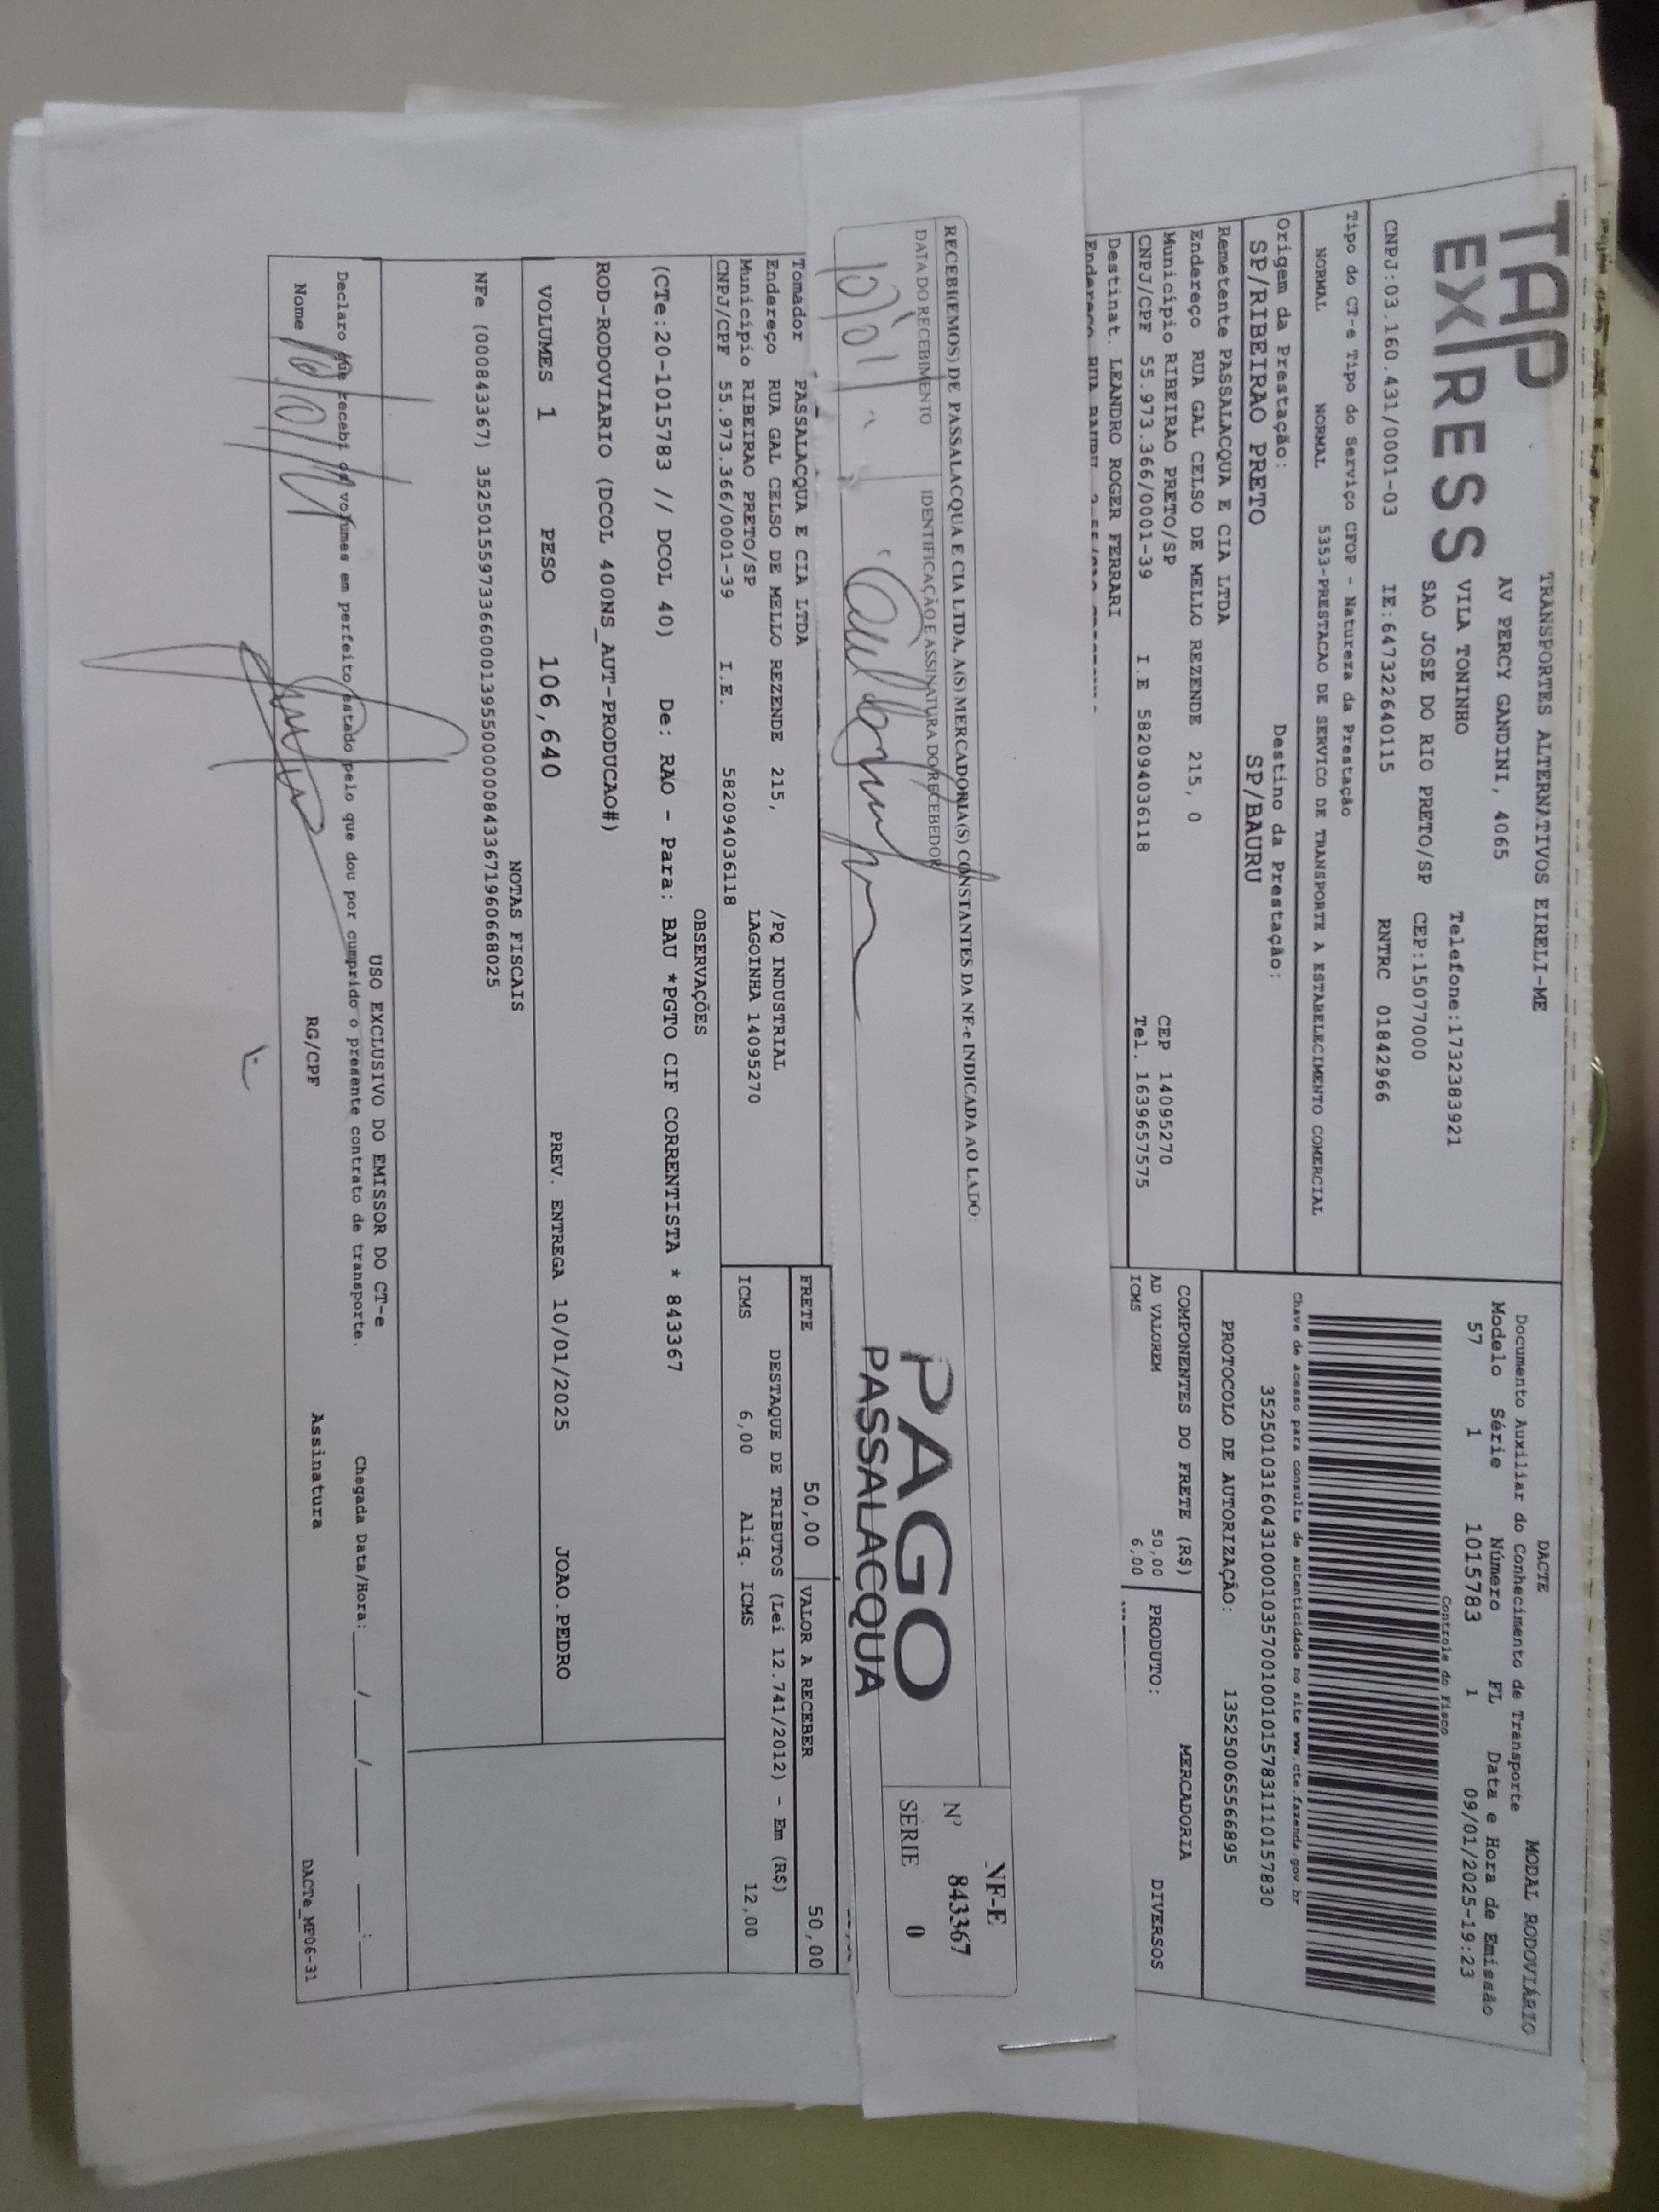 TAP
EXPRESS
TRANSPORTES ALTERNATIVOS EIRELI-ME
AV PERCY GANDINI, 4065
VILA TONINHO Telefone:1732383921
SAO JOSE DO RIO PRETO/SP CEP:15077000
CNPJ:03.160.431/0001-03 IE:647322640115 RNTRC 01842966
Tipo do CT-e Tipo do Serviço CFOP - Natureza da Prestação
NORMAL NORMAL 5353-PRESTACAO DE SERVICO DE TRANSPORTE A ESTABELECIMENTO COMERCIAL
Origem da Prestação: Destino da Prestação:
SP/RIBEIRAO PRETO SP/BAURU
Remetente PASSALACQUA E CIA LTDA
Endereço RUA GAL CELSO DE MELLO REZENDE 215, 0
Município RIBEIRAO PRETO/SP CEP 14095270
CNPJ/CPF 55.973.366/0001-39 I.E 582094036118 Tel. 1639657575
Destinat. LEANDRO ROGER FERRARI
DACTE MODAL RODOVIÁRIO
Documento Auxiliar do Conhecimento de Transporte
Modelo Série Número FL Data e Hora de Emissão
57 1 1015783 1 09/01/2025-19:23
Controle do Fisco
Chave de acesso para consulta de autenticidade no site www.cte.fazenda.gov.br
35250103160431000103570010010157831110157830
PROTOCOLO DE AUTORIZAÇÃO: 135250065566895
COMPONENTES DO FRETE (R$) MERCADORIA
AD VALOREM 50,00 PRODUTO: DIVERSOS
ICMS 6,00
RECEBI(EMOS) DE PASSALACQUA E CIA LTDA, A(S) MERCADORIA(S) CONSTANTES DA NF-e INDICADA AO LADO:
DATA DO RECEBIMENTO IDENTIFICAÇÃO E ASSINATURA DO RECEBEDOR
PAGO
PASSALACQUA
NF-E
Nº 843367
SÉRIE 0
Tomador PASSALACQUA E CIA LTDA
Endereço RUA GAL CELSO DE MELLO REZENDE 215, /PQ INDUSTRIAL
Município RIBEIRAO PRETO/SP LAGOINHA 14095270
CNPJ/CPF 55.973.366/0001-39 I.E. 582094036118
FRETE 50,00 VALOR A RECEBER 50,00
DESTAQUE DE TRIBUTOS (Lei 12.741/2012) - Em (R$)
ICMS 6,00 Aliq. ICMS 12,00
OBSERVAÇÕES
(CTe:20-1015783 // DCOL 40) De: RAO - Para: BAU *PGTO CIF CORRENTISTA * 843367
ROD-RODOVIARIO (DCOL 400NS_AUT-PRODUCAO#)
VOLUMES 1 PESO 106,640 PREV. ENTREGA 10/01/2025 JOAO.PEDRO
NOTAS FISCAIS
NFe (000843367) 35250155973366000139550000008433671960668025
USO EXCLUSIVO DO EMISSOR DO CT-e
Declaro que recebi os volumes em perfeito estado pelo que dou por cumprido o presente contrato de transporte. Chegada Data/Hora:___/___/_____ ___:___
Nome RG/CPF Assinatura DACTe_MF06-31